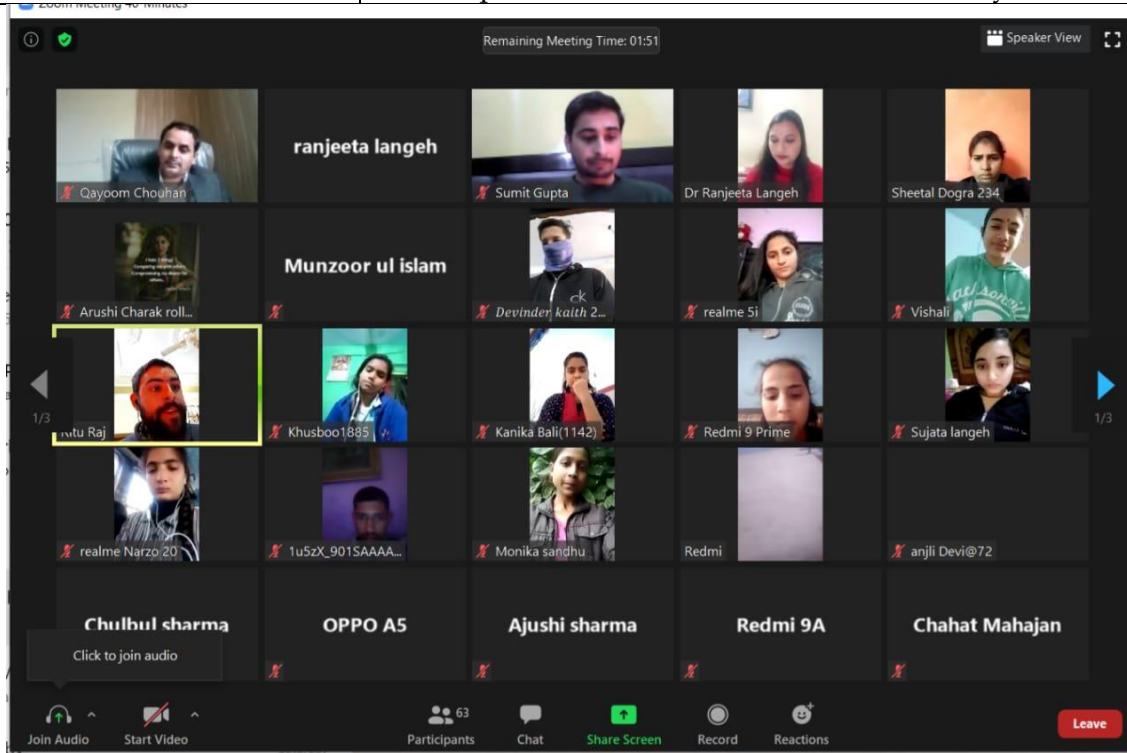 Zoom Meeting 40-Minutes
Remaining Meeting Time: 01:51
Speaker View
Qayoom Chouhan
ranjeeta langeh
Sumit Gupta
Dr Ranjeeta Langeh
Sheetal Dogra 234
Arushi Charak roll...
Munzoor ul islam
ck
Devinder kaith 2...
realme 5i
Vishali
1/3
Ritu Raj
Khusboo1885
Kanika Bali(1142)
Redmi 9 Prime
Sujata langeh
1/3
realme Narzo 20
1u5zX_901SAAAA...
Monika sandhu
Redmi
anjli Devi@72
Chulbul sharma
OPPO A5
Ajushi sharma
Redmi 9A
Chahat Mahajan
Click to join audio
Join Audio
Start Video
63
Participants
Chat
Share Screen
Record
Reactions
Leave